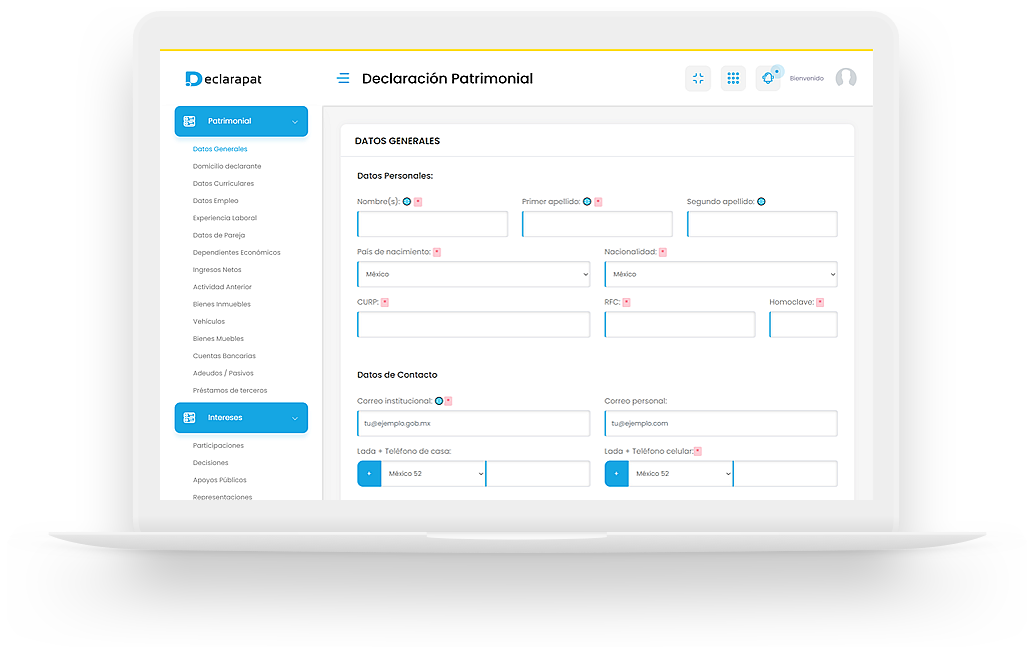 Declarapat
Declaración Patrimonial
Bienvenido
Patrimonial
Datos Generales
Domicilio declarante
Datos Curriculares
Datos Empleo
Experiencia Laboral
Datos de Pareja
Dependientes Económicos
Ingresos Netos
Actividad Anterior
Bienes Inmuebles
Vehículos
Bienes Muebles
Cuentas Bancarias
Adeudos / Pasivos
Préstamos de terceros
Intereses
Participaciones
Decisiones
Apoyos Públicos
Representaciones
DATOS GENERALES
Datos Personales:
Nombre(s): * Primer apellido: * Segundo apellido:
País de nacimiento: * Nacionalidad: *
México México
CURP: * RFC: * Homoclave: *
Datos de Contacto
Correo institucional: * Correo personal:
tu@ejemplo.gob.mx tu@ejemplo.com
Lada + Teléfono de casa: Lada + Teléfono celular: *
+ México 52 + México 52